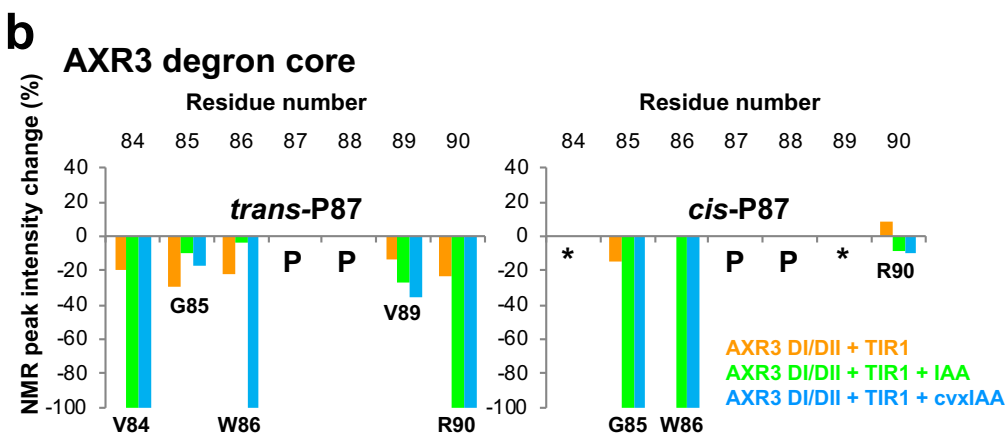 b
AXR3 degron core
NMR peak intensity change (%)
Residue number
84 85 86 87 88 89 90
40
20
0
-20
-40
-60
-80
-100
trans-P87
P P
G85
V89
V84 W86 R90
Residue number
84 85 86 87 88 89 90
40
20
0
-20
-40
-60
-80
-100
cis-P87
* P P *
R90
G85 W86
AXR3 DI/DII + TIR1
AXR3 DI/DII + TIR1 + IAA
AXR3 DI/DII + TIR1 + cvxIAA